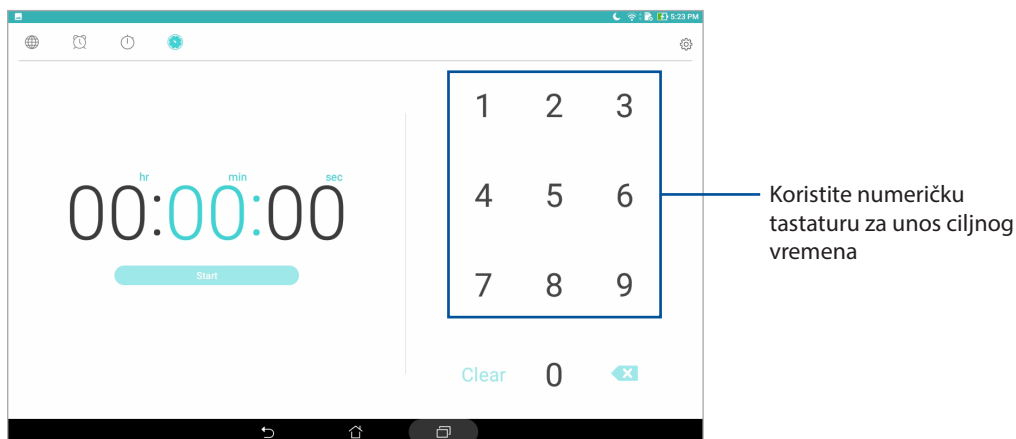 5:23 PM
hr min sec
00:00:00
Start
1 2 3
4 5 6
7 8 9
Clear 0
Koristite numeričku
tastaturu za unos ciljnog
vremena